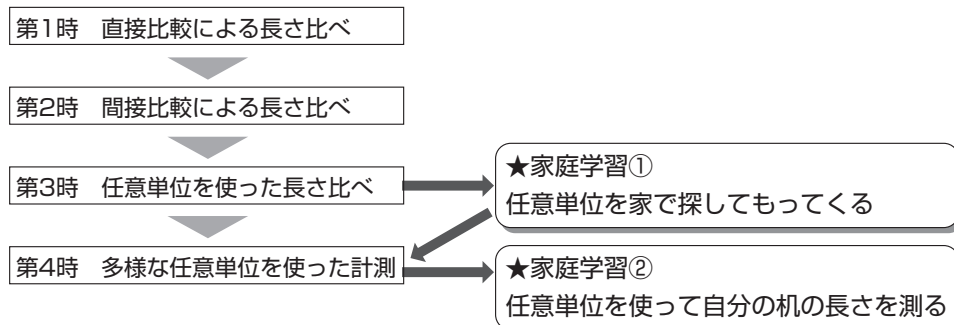 第1時　直接比較による長さ比べ
第2時　間接比較による長さ比べ
第3時　任意単位を使った長さ比べ
★家庭学習①
任意単位を家で探してもってくる
第4時　多様な任意単位を使った計測
★家庭学習②
任意単位を使って自分の机の長さを測る